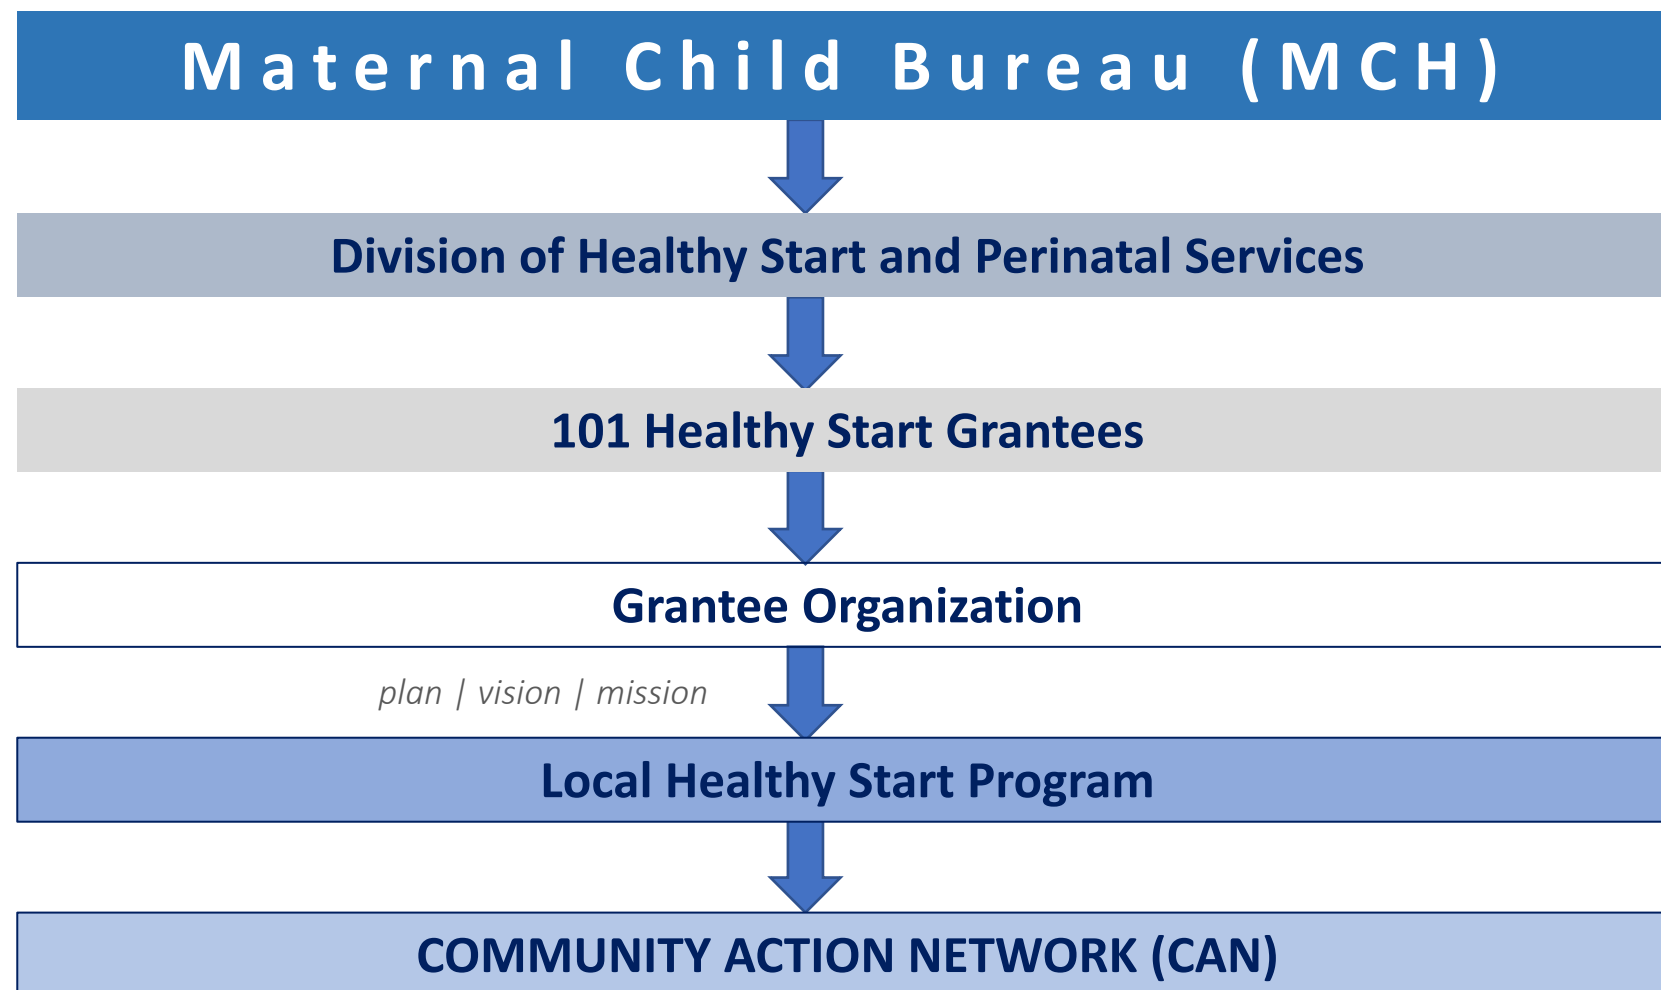 Maternal Child Bureau (MCH)
Division of Healthy Start and Perinatal Services
101 Healthy Start Grantees
Grantee Organization
plan | vision | mission
Local Healthy Start Program
COMMUNITY ACTION NETWORK (CAN)